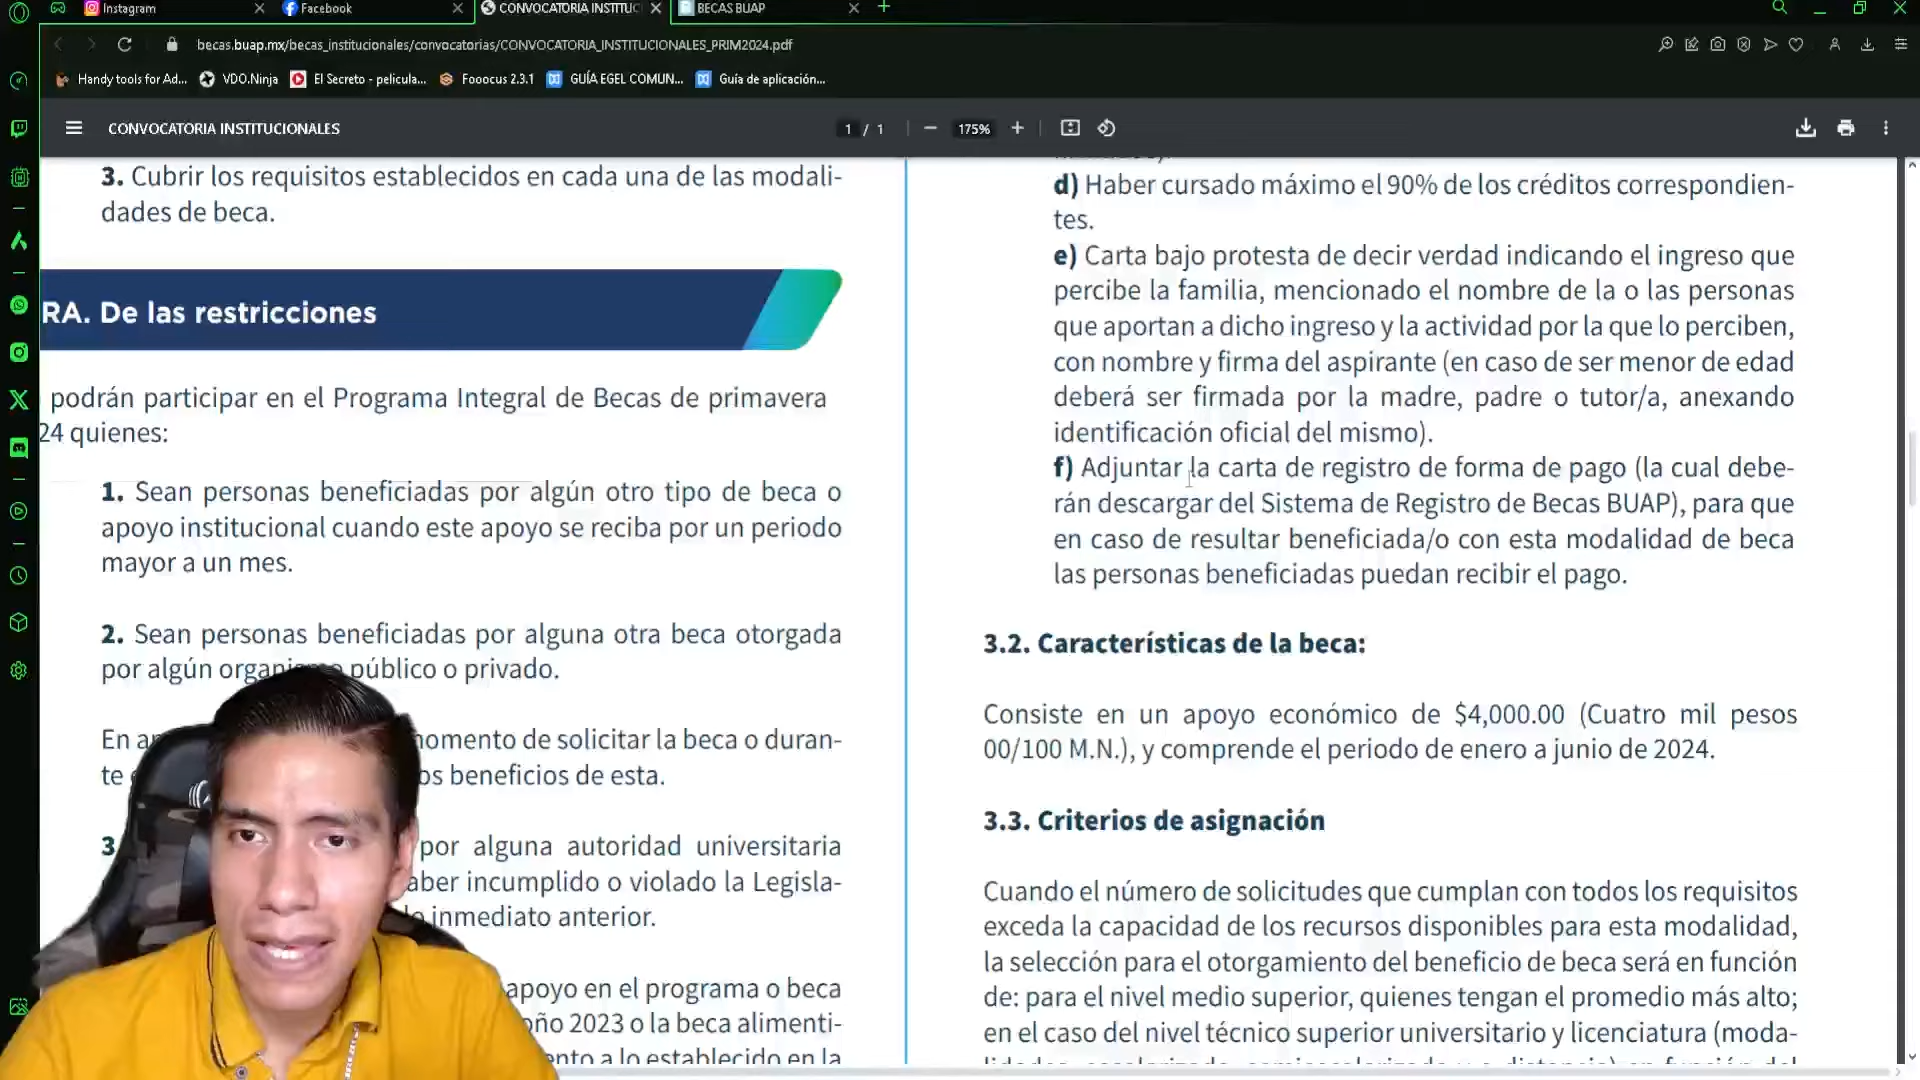 Instagram
Facebook
CONVOCATORIA INSTITUC
BECAS BUAP
becas.buap.mx/becas_institucionales/convocatorias/CONVOCATORIA_INSTITUCIONALES_PRIM2024.pdf
Handy tools for Ad...
VDO.Ninja
El Secreto - pelicula...
Fooocus 2.3.1
GUÍA EGEL COMUN...
Guía de aplicación...
CONVOCATORIA INSTITUCIONALES
1 / 1
175%
3. Cubrir los requisitos establecidos en cada una de las modali-
dades de beca.
RA. De las restricciones
podrán participar en el Programa Integral de Becas de primavera
24 quienes:
1. Sean personas beneficiadas por algún otro tipo de beca o
apoyo institucional cuando este apoyo se reciba por un periodo
mayor a un mes.
2. Sean personas beneficiadas por alguna otra beca otorgada
por algún organismo público o privado.
En a
momento de solicitar la beca o duran-
te
os beneficios de esta.
3
por alguna autoridad universitaria
aber incumplido o violado la Legisla-
inmediato anterior.
apoyo en el programa o beca
oño 2023 o la beca alimenti-
ento a lo establecido en la
d) Haber cursado máximo el 90% de los créditos correspondien-
tes.
e) Carta bajo protesta de decir verdad indicando el ingreso que
percibe la familia, mencionado el nombre de la o las personas
que aportan a dicho ingreso y la actividad por la que lo perciben,
con nombre y firma del aspirante (en caso de ser menor de edad
deberá ser firmada por la madre, padre o tutor/a, anexando
identificación oficial del mismo).
f) Adjuntar la carta de registro de forma de pago (la cual debe-
rán descargar del Sistema de Registro de Becas BUAP), para que
en caso de resultar beneficiada/o con esta modalidad de beca
las personas beneficiadas puedan recibir el pago.
3.2. Características de la beca:
Consiste en un apoyo económico de $4,000.00 (Cuatro mil pesos
00/100 M.N.), y comprende el periodo de enero a junio de 2024.
3.3. Criterios de asignación
Cuando el número de solicitudes que cumplan con todos los requisitos
exceda la capacidad de los recursos disponibles para esta modalidad,
la selección para el otorgamiento del beneficio de beca será en función
de: para el nivel medio superior, quienes tengan el promedio más alto;
en el caso del nivel técnico superior universitario y licenciatura (moda-